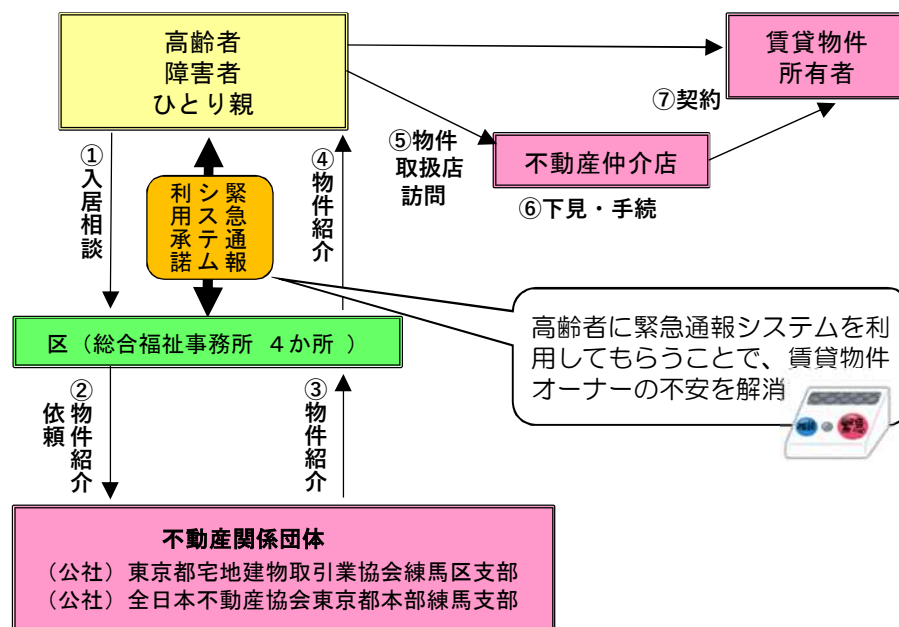 高齢者
障害者
ひとり親
賃貸物件
所有者
⑦契約
⑤物件
取扱店
訪問
不動産仲介店
⑥下見・手続
①入居相談
緊急通報
システム
利用承諾
④物件紹介
高齢者に緊急通報システムを利
用してもらうことで、賃貸物件
オーナーの不安を解消
緊急
区（総合福祉事務所 ４か所 ）
②物件紹介
依頼
③物件紹介
不動産関係団体
（公社）東京都宅地建物取引業協会練馬区支部
（公社）全日本不動産協会東京都本部練馬支部